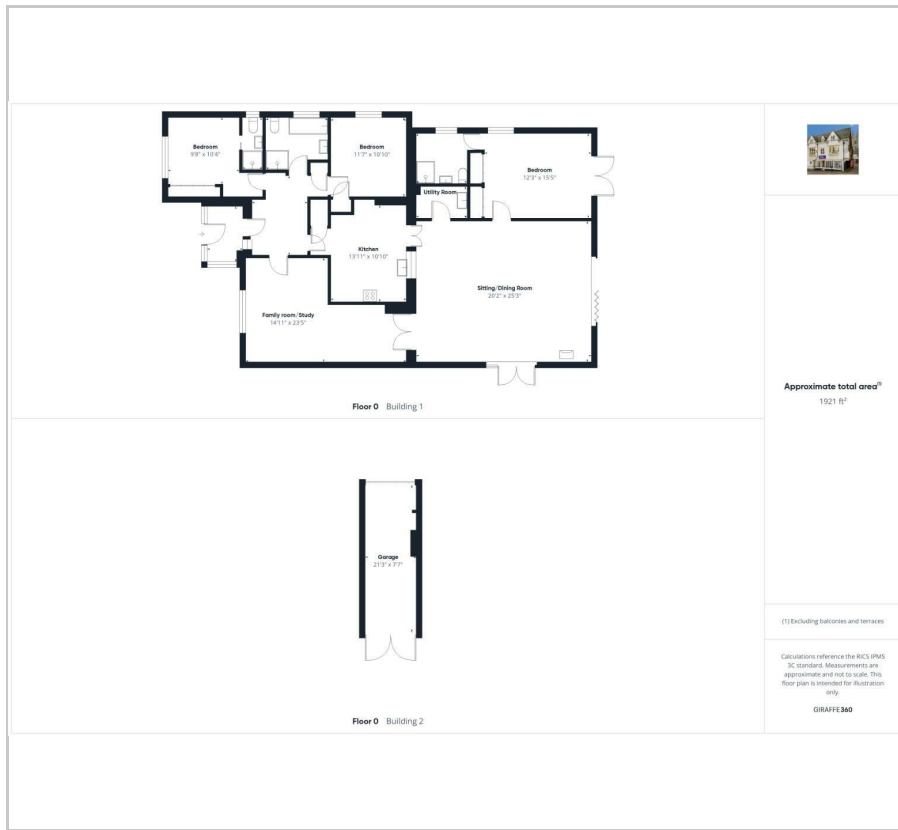 Bedroom
9'8" x 10'4"
Bedroom
11'7" x 10'10"
Bedroom
12'3" x 15'5"
Utility Room
Kitchen
13'11" x 10'10"
Sitting/Dining Room
20'2" x 25'3"
Family room/Study
14'11" x 23'5"
Floor 0 Building 1
Garage
21'3" x 7'7"
Floor 0 Building 2
Approximate total area(1)
1921 ft²
(1) Excluding balconies and terraces
Calculations reference the RICS IPMS
3C standard. Measurements are
approximate and not to scale. This
floor plan is intended for illustration
only.
GIRAFFE360